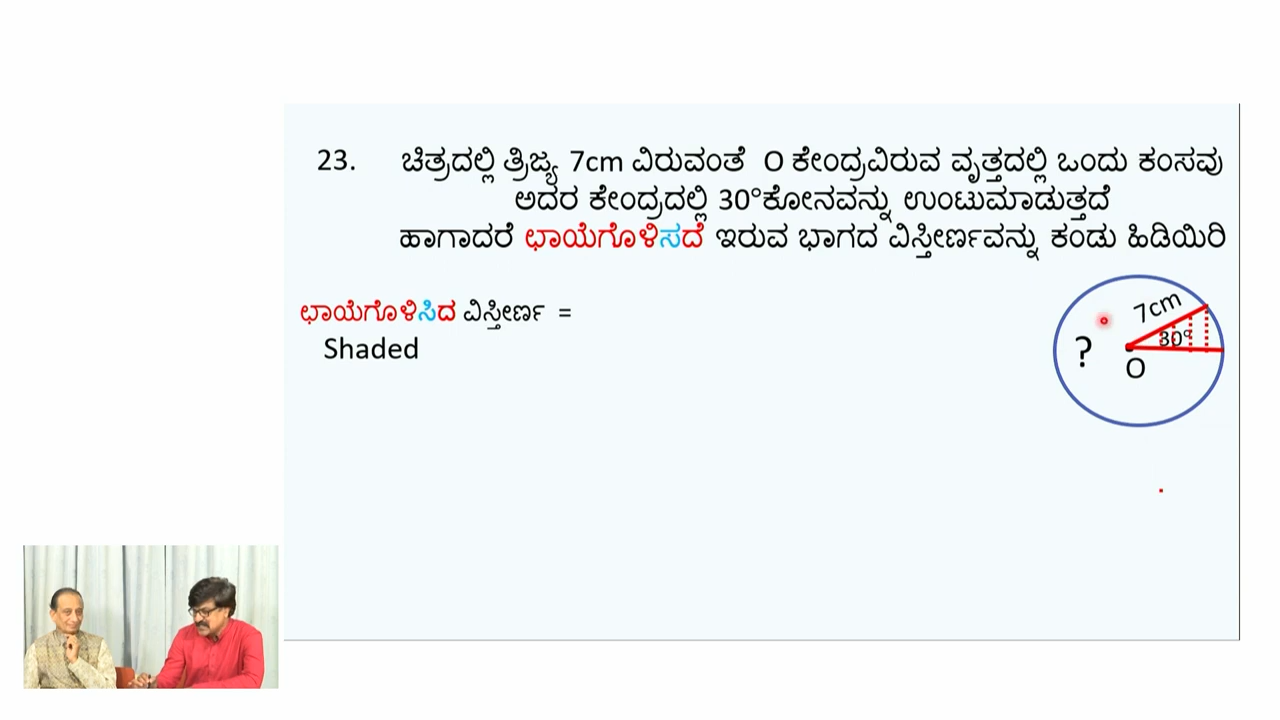 23. ಚಿತ್ರದಲ್ಲಿ ತ್ರಿಜ್ಯ 7cm ವಿರುವಂತೆ O ಕೇಂದ್ರವಿರುವ ವೃತ್ತದಲ್ಲಿ ಒಂದು ಕಂಸವು
ಅದರ ಕೇಂದ್ರದಲ್ಲಿ 30°ಕೋನವನ್ನು ಉಂಟುಮಾಡುತ್ತದೆ
ಹಾಗಾದರೆ ಛಾಯೆಗೊಳಿಸದೆ ಇರುವ ಭಾಗದ ವಿಸ್ತೀರ್ಣವನ್ನು ಕಂಡು ಹಿಡಿಯಿರಿ
ಛಾಯೆಗೊಳಿಸಿದ ವಿಸ್ತೀರ್ಣ =
Shaded
7cm
30°
?
O